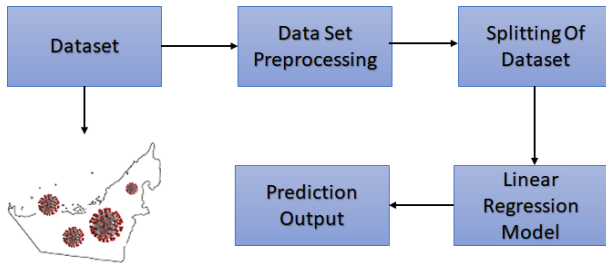 Dataset
Data Set
Preprocessing
Splitting Of
Dataset
Prediction
Output
Linear
Regression
Model